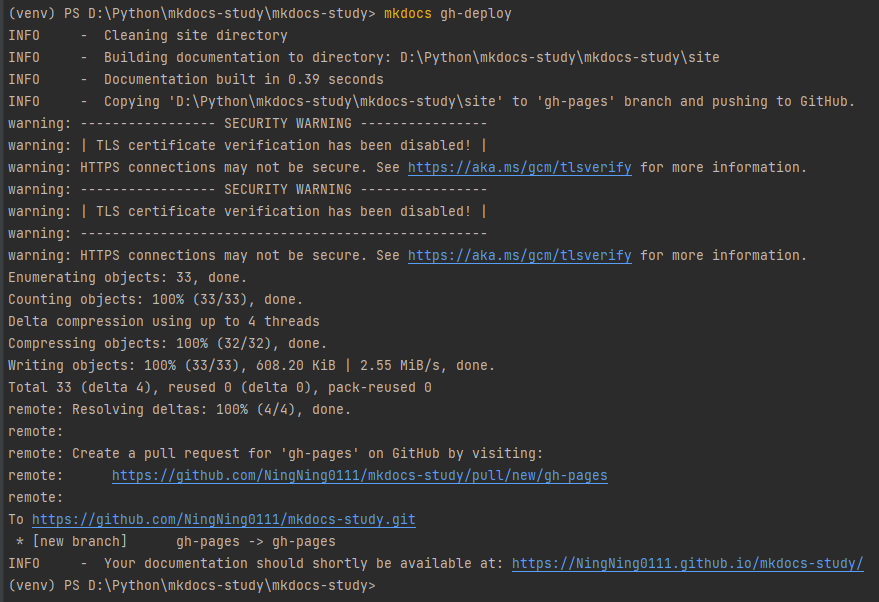 (venv) PS D:\Python\mkdocs-study\mkdocs-study> mkdocs gh-deploy
INFO     -  Cleaning site directory
INFO     -  Building documentation to directory: D:\Python\mkdocs-study\mkdocs-study\site
INFO     -  Documentation built in 0.39 seconds
INFO     -  Copying 'D:\Python\mkdocs-study\mkdocs-study\site' to 'gh-pages' branch and pushing to GitHub.
warning: ----------------- SECURITY WARNING ----------------
warning: | TLS certificate verification has been disabled! |
warning: HTTPS connections may not be secure. See https://aka.ms/gcm/tlsverify for more information.
warning: ----------------- SECURITY WARNING ----------------
warning: | TLS certificate verification has been disabled! |
warning: ---------------------------------------------------
warning: HTTPS connections may not be secure. See https://aka.ms/gcm/tlsverify for more information.
Enumerating objects: 33, done.
Counting objects: 100% (33/33), done.
Delta compression using up to 4 threads
Compressing objects: 100% (32/32), done.
Writing objects: 100% (33/33), 608.20 KiB | 2.55 MiB/s, done.
Total 33 (delta 4), reused 0 (delta 0), pack-reused 0
remote: Resolving deltas: 100% (4/4), done.
remote:
remote: Create a pull request for 'gh-pages' on GitHub by visiting:
remote:      https://github.com/NingNing0111/mkdocs-study/pull/new/gh-pages
remote:
To https://github.com/NingNing0111/mkdocs-study.git
 * [new branch]      gh-pages -> gh-pages
INFO     -  Your documentation should shortly be available at: https://NingNing0111.github.io/mkdocs-study/
(venv) PS D:\Python\mkdocs-study\mkdocs-study>